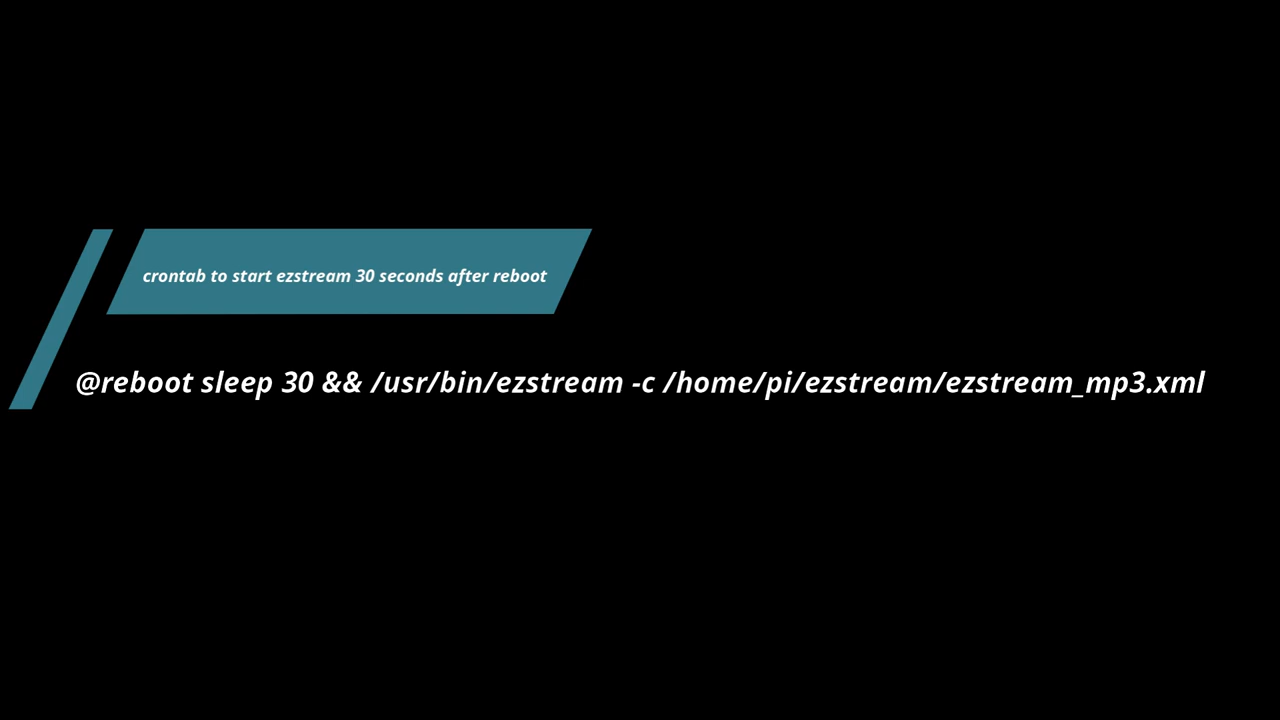 crontab to start ezstream 30 seconds after reboot
@reboot sleep 30 && /usr/bin/ezstream -c /home/pi/ezstream/ezstream_mp3.xml